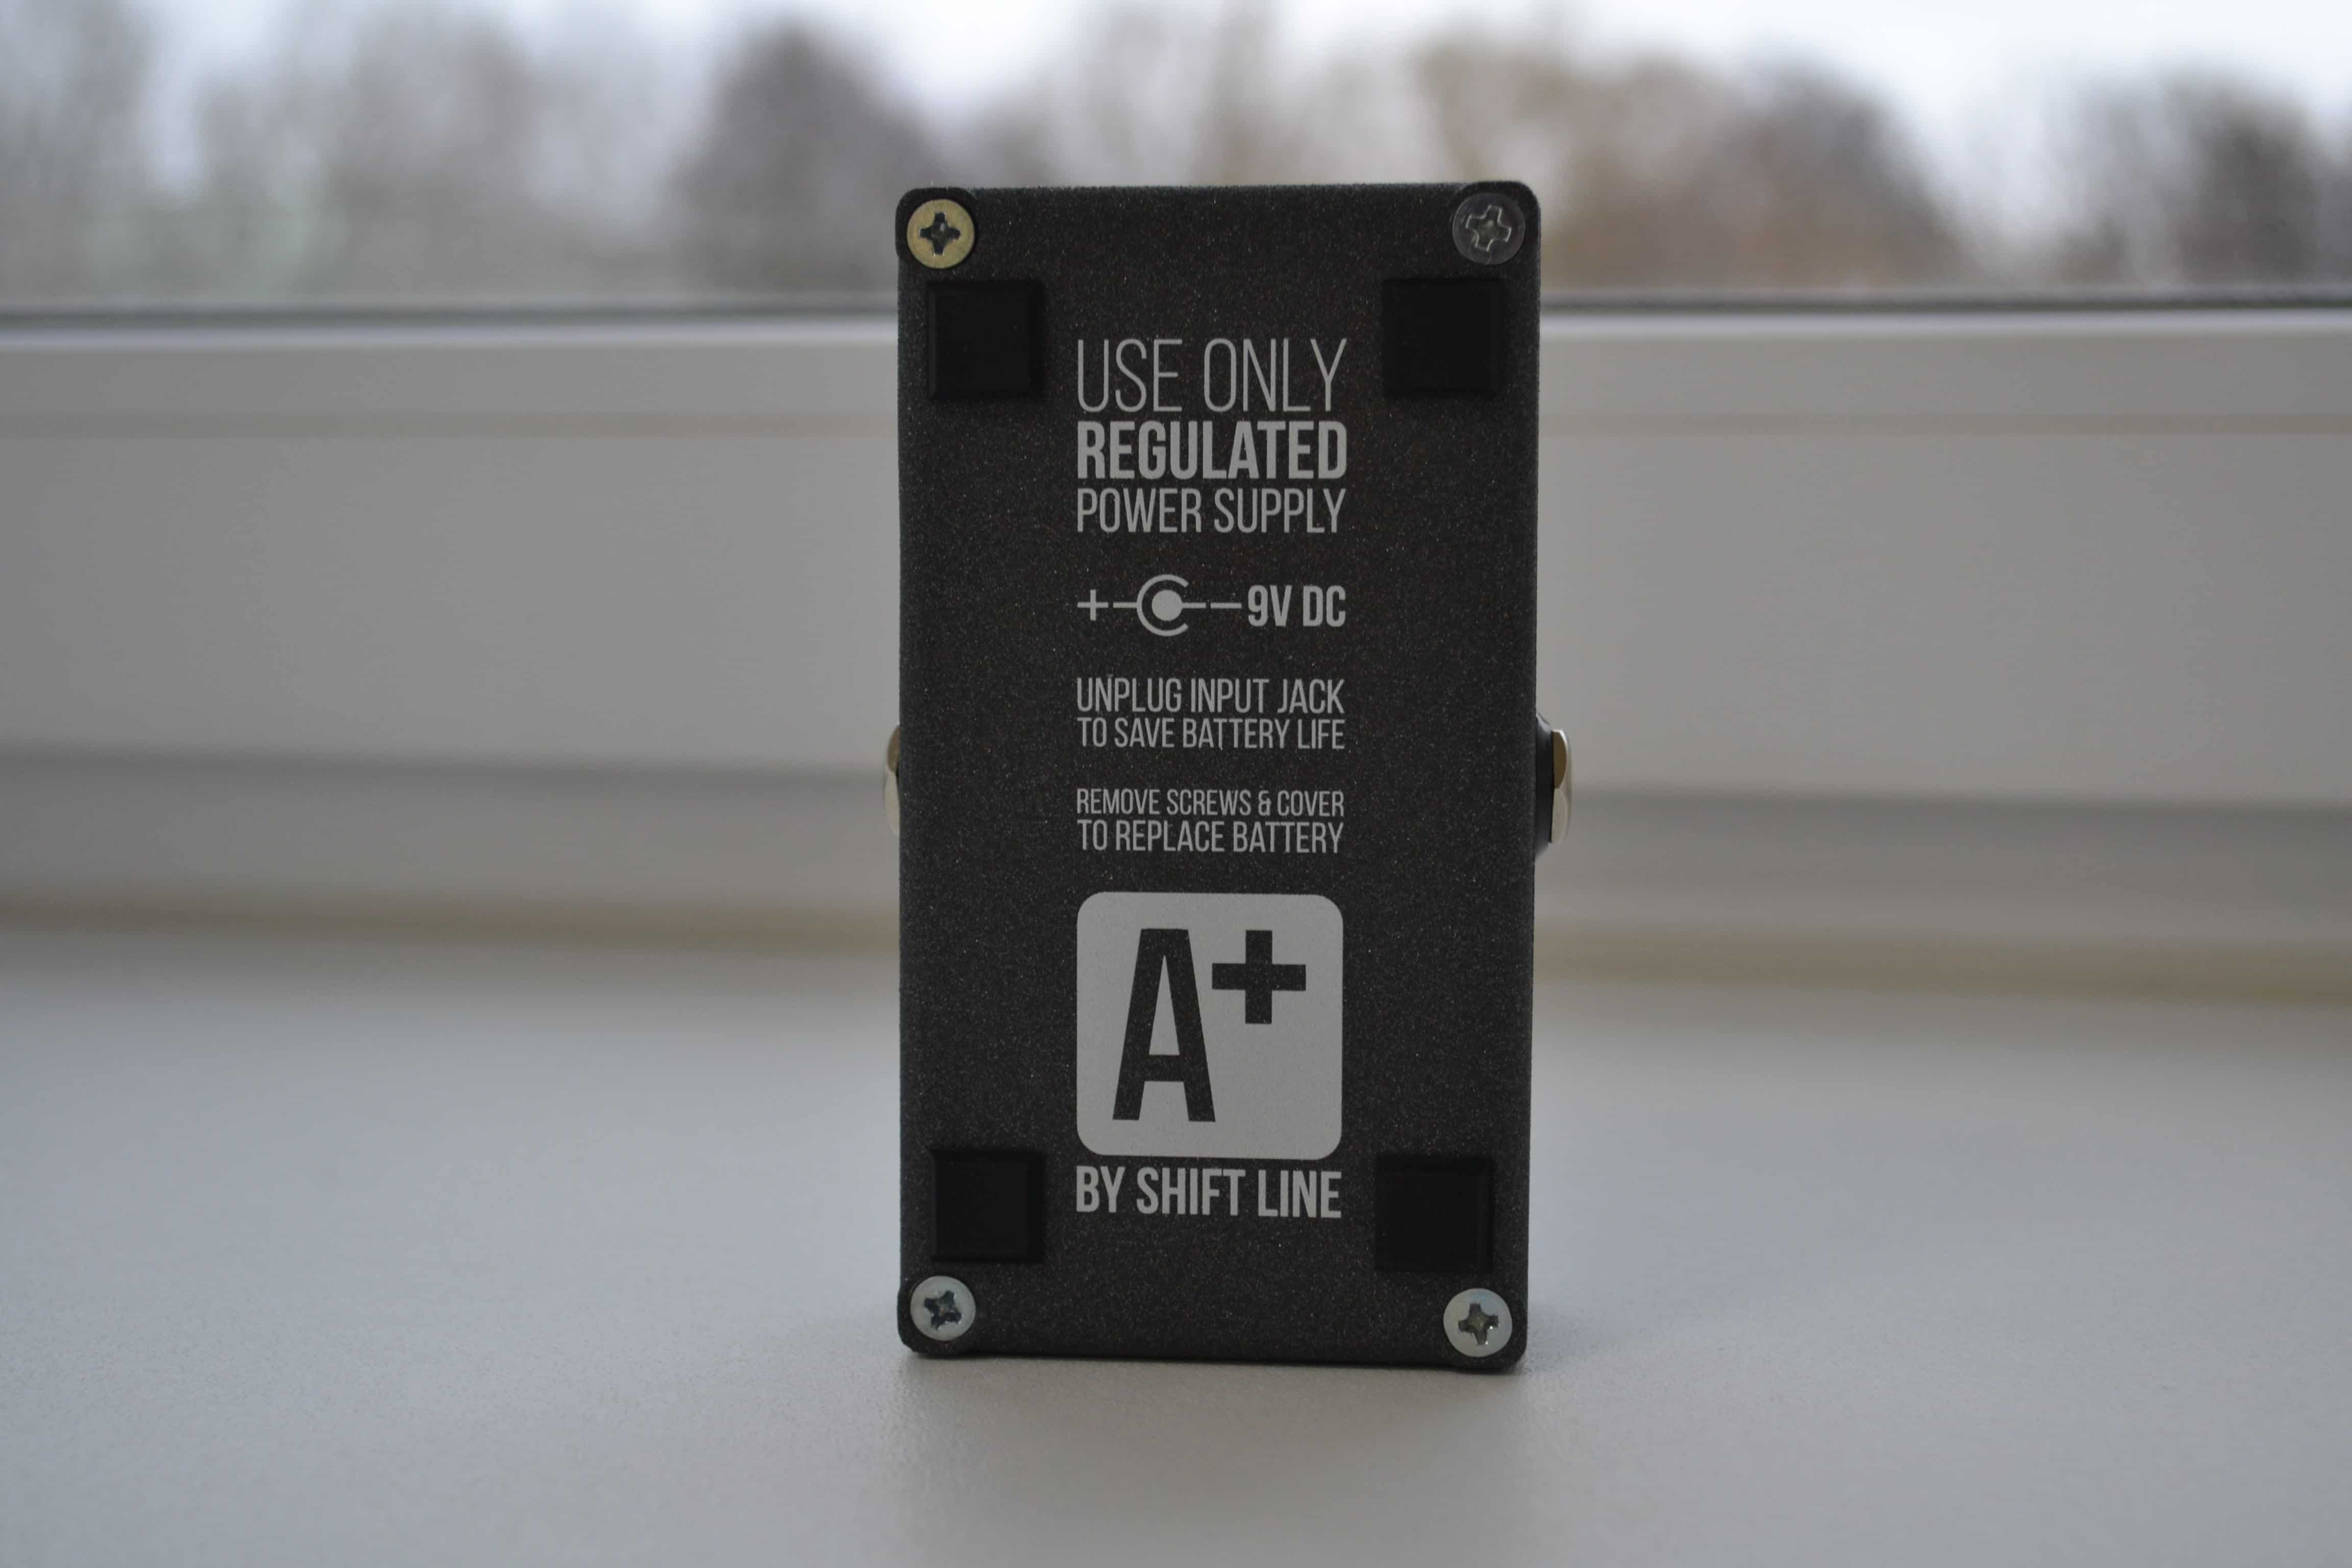 USE ONLY
REGULATED
POWER SUPPLY
+ – 9V DC
UNPLUG INPUT JACK
TO SAVE BATTERY LIFE
REMOVE SCREWS & COVER
TO REPLACE BATTERY
A+
BY SHIFT LINE